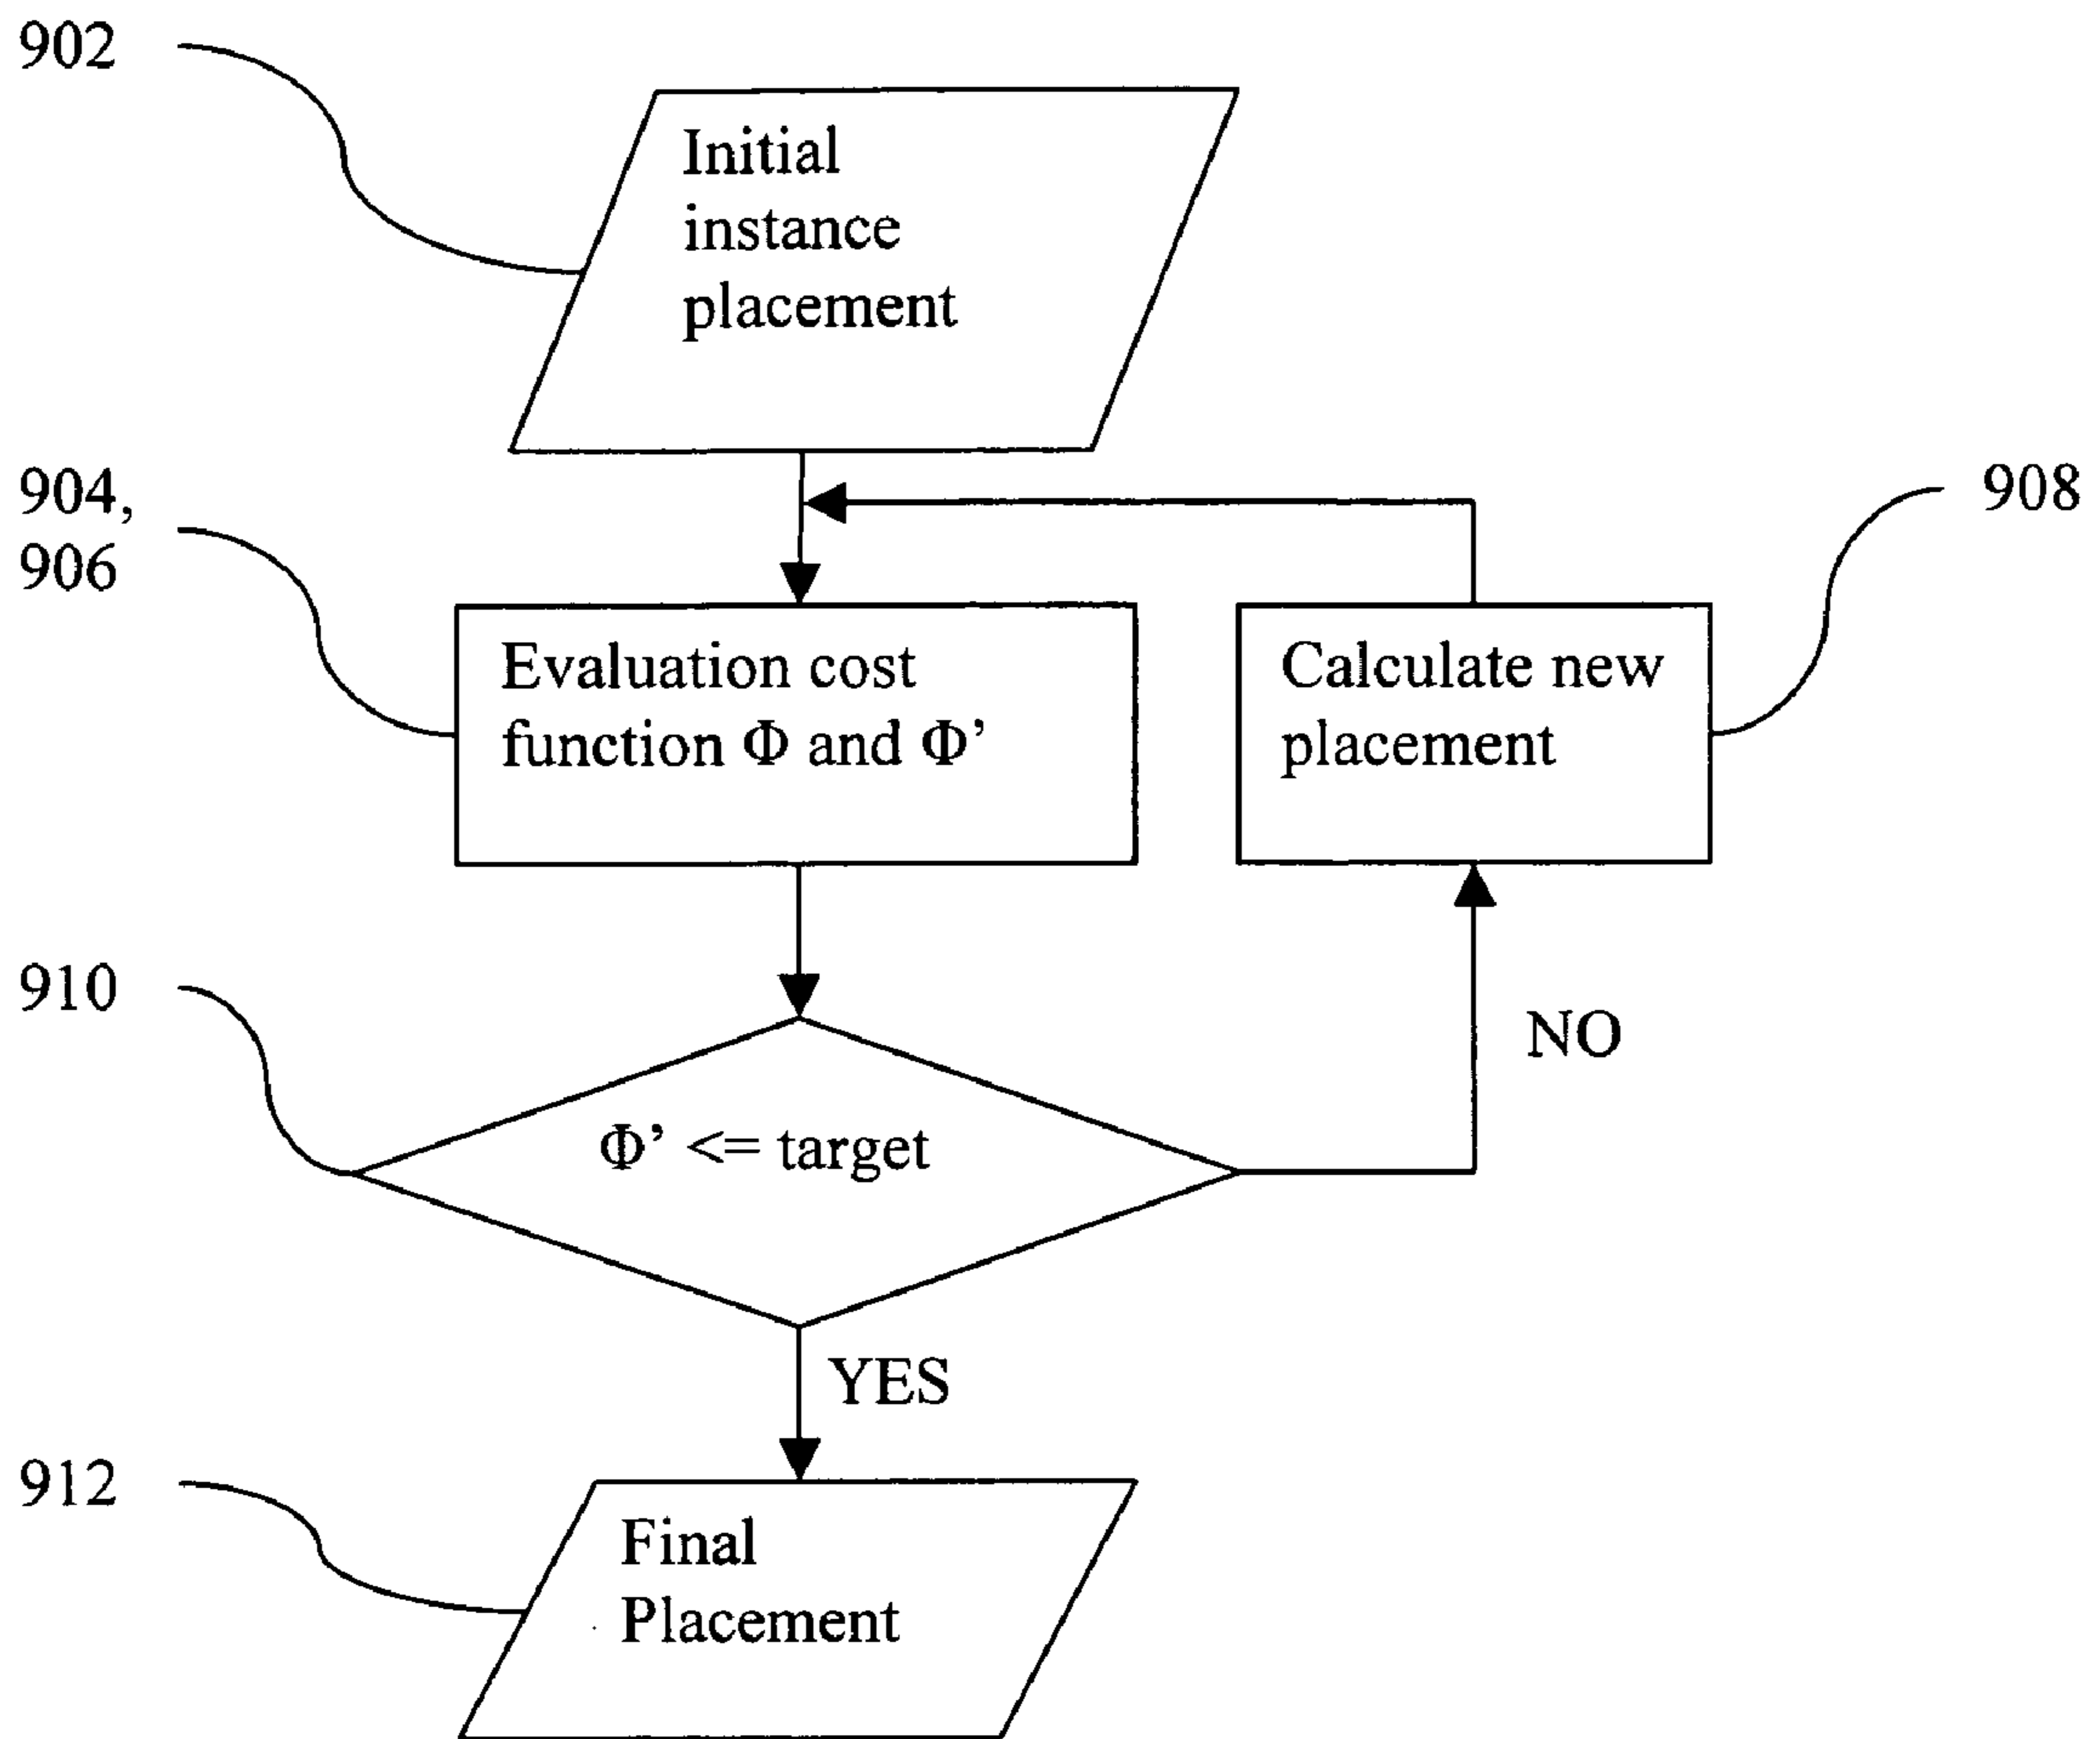 902
Initial
instance
placement
904,
906
908
Evaluation cost
function Φ and Φ’
Calculate new
placement
910
NO
Φ’ <= target
YES
912
Final
Placement